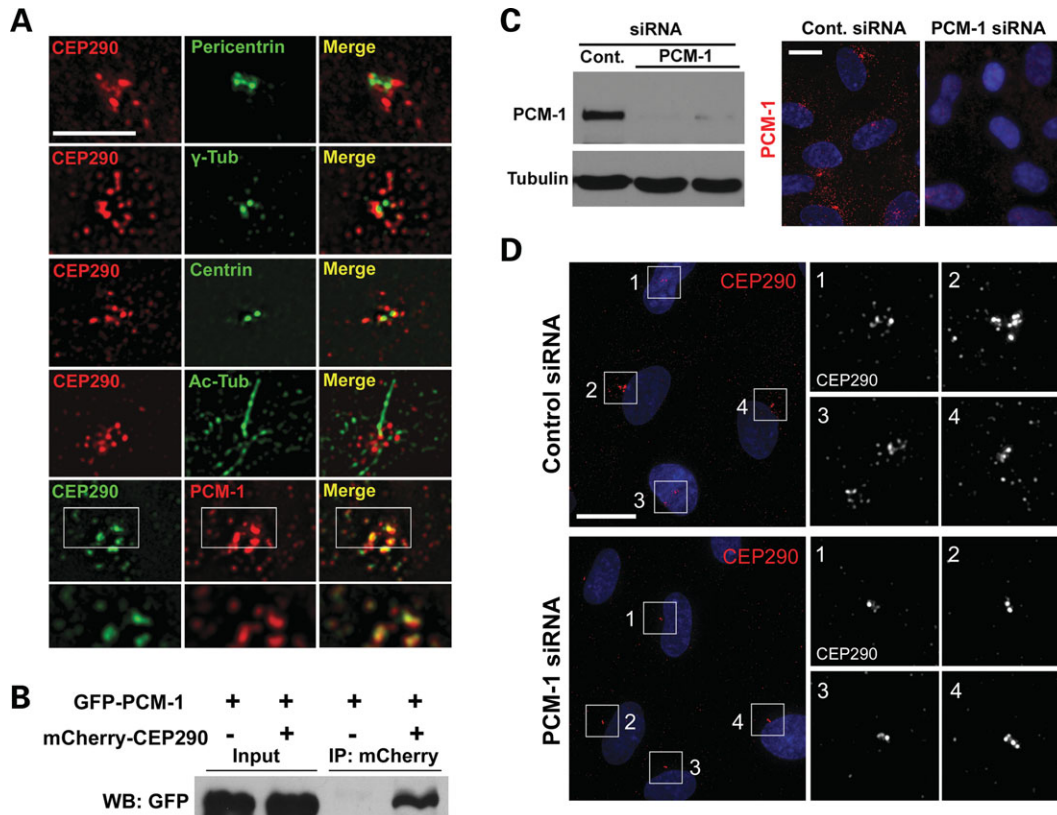 A
CEP290 Pericentrin Merge
CEP290 γ-Tub Merge
CEP290 Centrin Merge
CEP290 Ac-Tub Merge
CEP290 PCM-1 Merge
B
GFP-PCM-1 + + + +
mCherry-CEP290 - + - +
Input IP: mCherry
WB: GFP
C
siRNA
Cont. PCM-1
PCM-1
Tubulin
Cont. siRNA PCM-1 siRNA
PCM-1
D
Control siRNA
CEP290
1
2
4
3
1 2
CEP290
3 4
PCM-1 siRNA
CEP290
1
2
4
3
1 2
CEP290
3 4